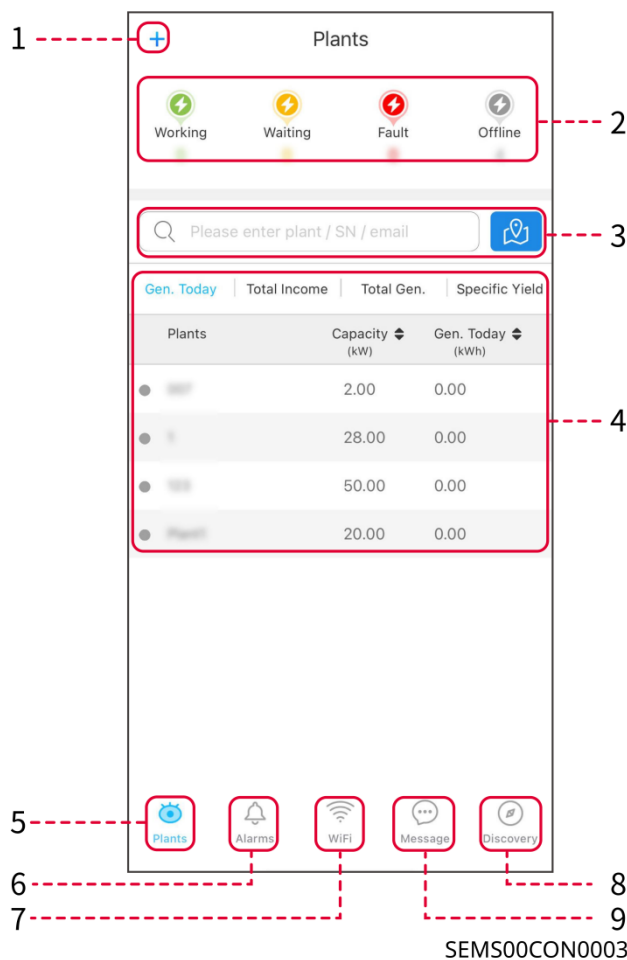 1
Plants
Working Waiting Fault Offline
2
Please enter plant / SN / email
3
Gen. Today Total Income Total Gen. Specific Yield
Plants Capacity Gen. Today
(kW) (kWh)
2.00 0.00
28.00 0.00
4
50.00 0.00
20.00 0.00
5
Plants Alarms WiFi Message Discovery
6 8
7 9
SEMS00CON0003